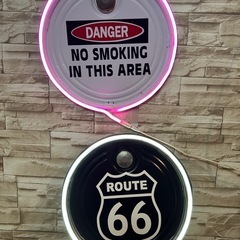 DANGER
NO SMOKING
IN THIS AREA
ROUTE
66